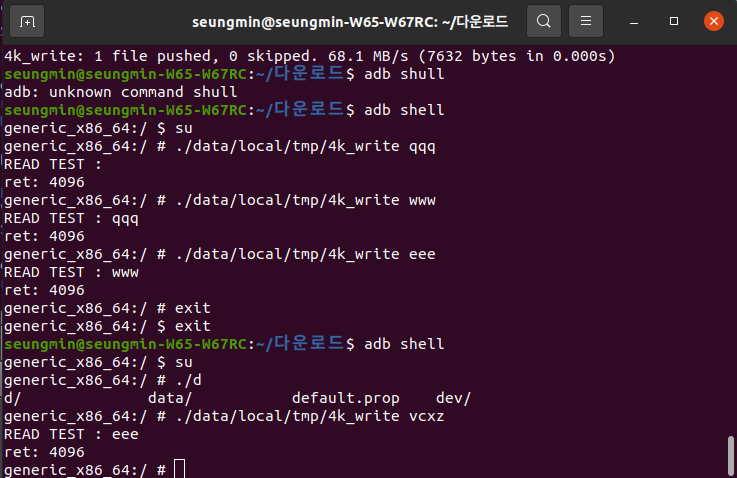 seungmin@seungmin-W65-W67RC: ~/다운로드
4k_write: 1 file pushed, 0 skipped. 68.1 MB/s (7632 bytes in 0.000s)
seungmin@seungmin-W65-W67RC:~/다운로드$ adb shull
adb: unknown command shull
seungmin@seungmin-W65-W67RC:~/다운로드$ adb shell
generic_x86_64:/ $ su
generic_x86_64:/ # ./data/local/tmp/4k_write qqq
READ TEST :
ret: 4096
generic_x86_64:/ # ./data/local/tmp/4k_write www
READ TEST : qqq
ret: 4096
generic_x86_64:/ # ./data/local/tmp/4k_write eee
READ TEST : www
ret: 4096
generic_x86_64:/ # exit
generic_x86_64:/ $ exit
seungmin@seungmin-W65-W67RC:~/다운로드$ adb shell
generic_x86_64:/ $ su
generic_x86_64:/ # ./d
d/ data/ default.prop dev/
generic_x86_64:/ # ./data/local/tmp/4k_write vcxz
READ TEST : eee
ret: 4096
generic_x86_64:/ #